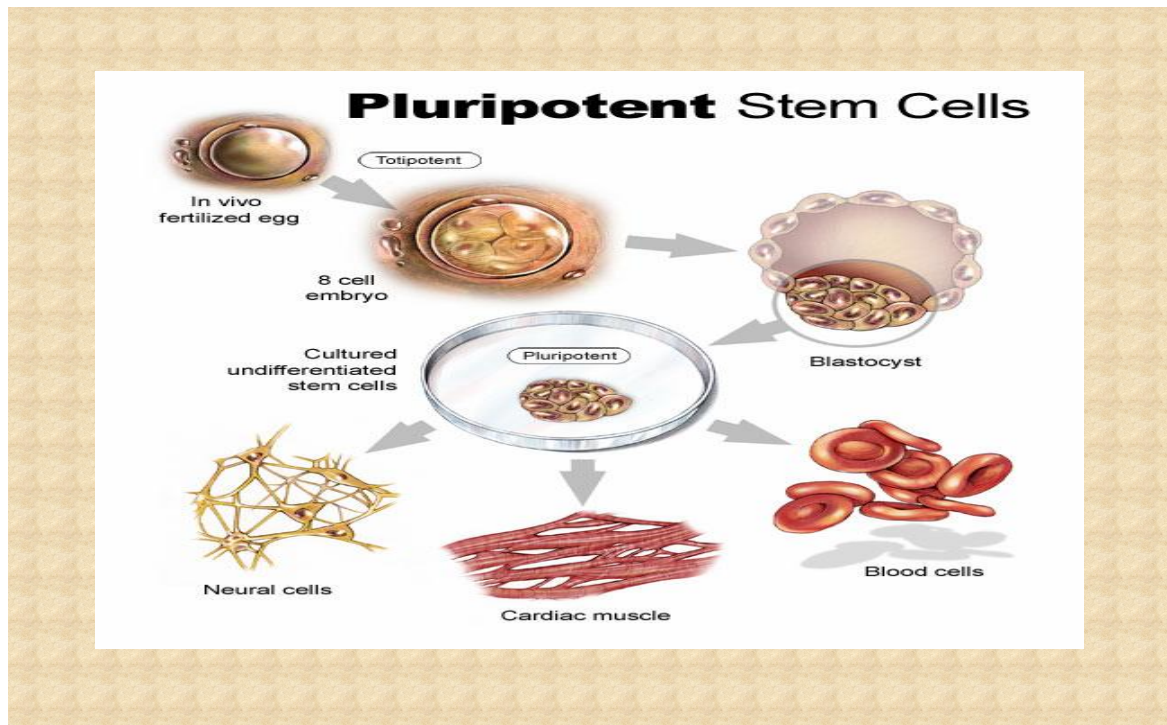 Pluripotent Stem Cells
Totipotent
In vivo
fertilized egg
8 cell
embryo
Cultured
undifferentiated
stem cells
Pluripotent
Blastocyst
Neural cells
Cardiac muscle
Blood cells